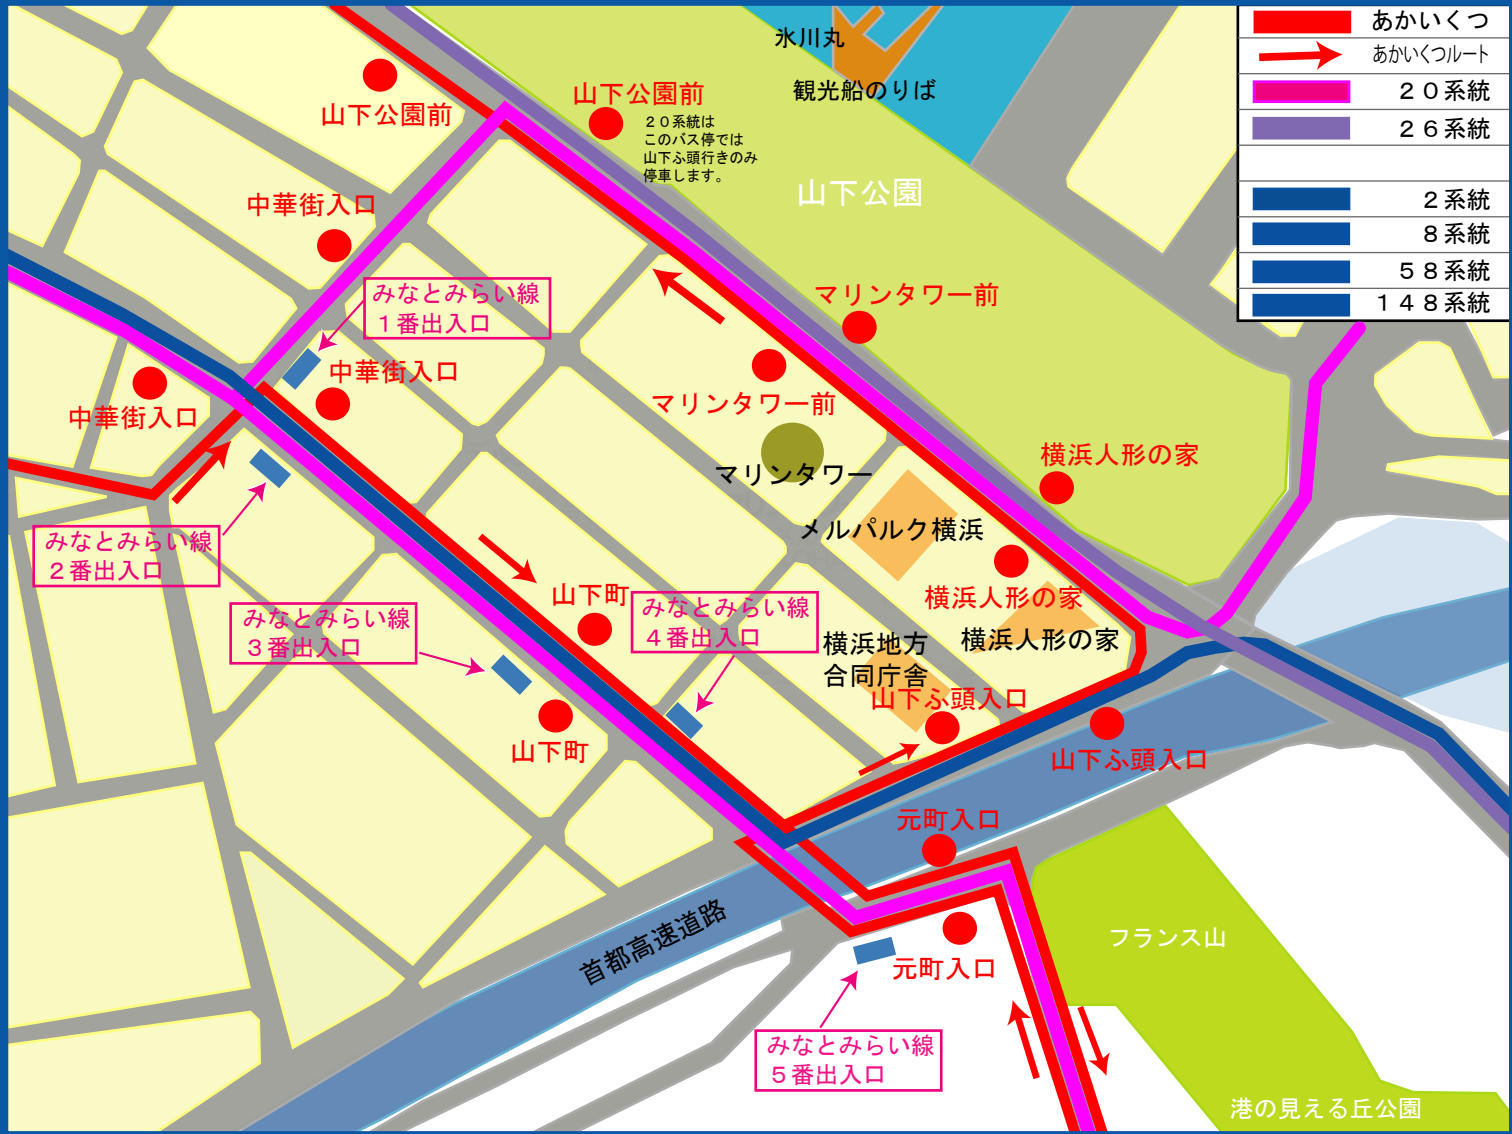 あかいくつ
あかいくつルート
２０系統
２６系統
２系統
８系統
５８系統
１４８系統
氷川丸
観光船のりば
山下公園前
山下公園前
２０系統は
このバス停では
山下ふ頭行きのみ
停車します。
山下公園
中華街入口
みなとみらい線
１番出入口
マリンタワー前
中華街入口
中華街入口
マリンタワー前
マリンタワー
横浜人形の家
メルパルク横浜
みなとみらい線
２番出入口
横浜人形の家
山下町
みなとみらい線
４番出入口
みなとみらい線
３番出入口
横浜地方
合同庁舎
横浜人形の家
山下ふ頭入口
山下町
山下ふ頭入口
元町入口
首都高速道路
フランス山
元町入口
みなとみらい線
５番出入口
港の見える丘公園